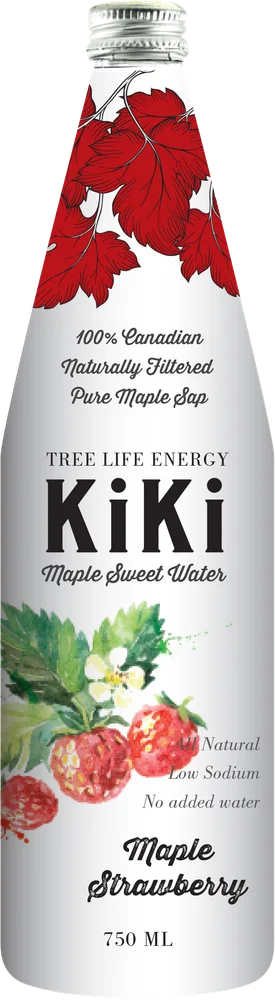 100% Canadian
Naturally Filtered
Pure Maple Sap
TREE LIFE ENERGY
KiKi
Maple Sweet Water
All Natural
Low Sodium
No added water
Maple
Strawberry
750 ML